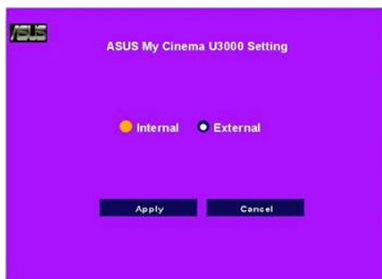 ASUS
ASUS My Cinema U3000 Setting
Internal External
Apply Cancel